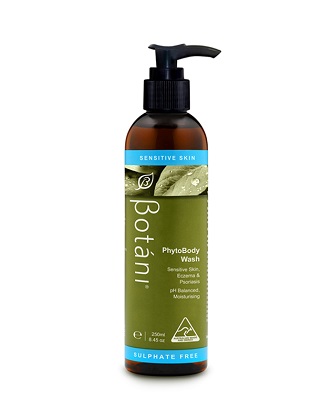 SENSITIVE SKIN
Botáni®
PhytoBody
Wash
Sensitive Skin,
Eczema &
Psoriasis
pH Balanced,
Moisturising
℮ 250ml
8.45 oz
SULPHATE FREE